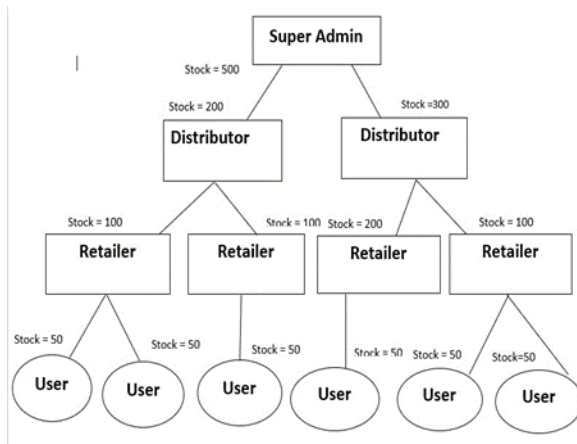 Super Admin
Stock = 500
Stock = 200
Stock =300
Distributor
Distributor
Stock = 100
Stock = 100
Stock = 200
Stock = 100
Retailer
Retailer
Retailer
Retailer
Stock = 50
Stock = 50
Stock = 50
Stock = 50
Stock = 50
Stock=50
User
User
User
User
User
User